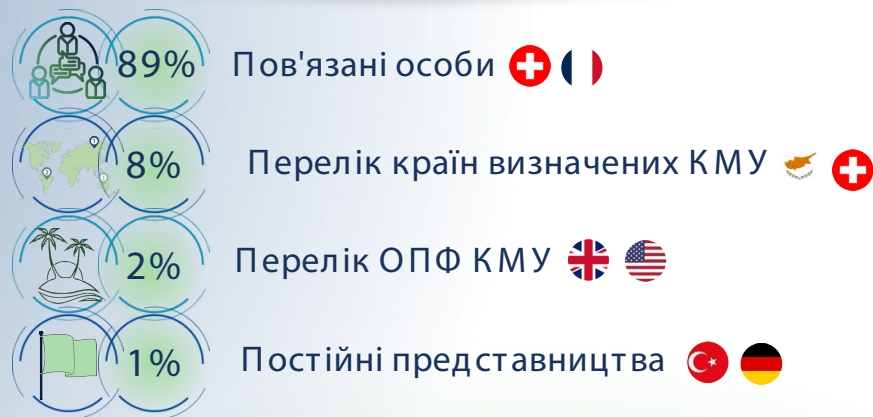 89% Пов'язані особи
8% Перелік країн визначених КМУ
2% Перелік ОПФ КМУ
1% Постійні представництва